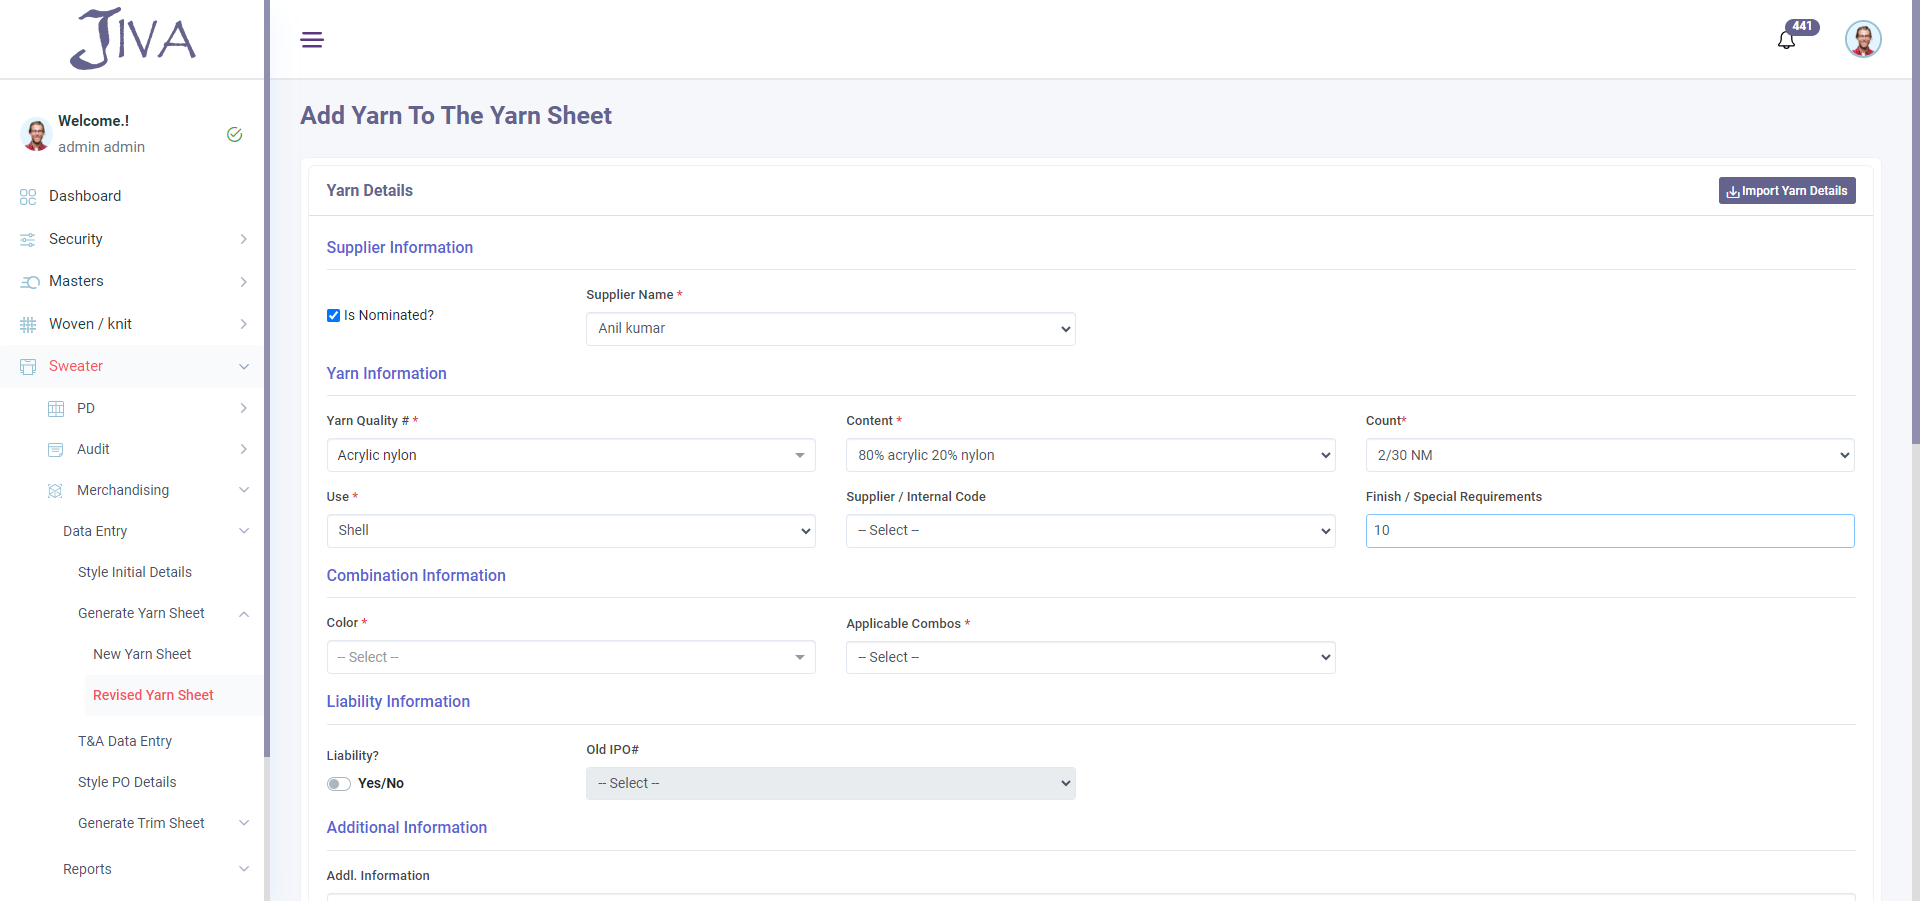 JIVA
441
Welcome.!
admin admin
Dashboard
Security
Masters
Woven / knit
Sweater
PD
Audit
Merchandising
Data Entry
Style Initial Details
Generate Yarn Sheet
New Yarn Sheet
Revised Yarn Sheet
T&A Data Entry
Style PO Details
Generate Trim Sheet
Reports
Add Yarn To The Yarn Sheet
Yarn Details
Import Yarn Details
Supplier Information
Is Nominated?
Supplier Name *
Anil kumar
Yarn Information
Yarn Quality # *
Content *
Count*
Acrylic nylon
80% acrylic 20% nylon
2/30 NM
Use *
Supplier / Internal Code
Finish / Special Requirements
Shell
-- Select --
10
Combination Information
Color *
Applicable Combos *
-- Select --
-- Select --
Liability Information
Liability?
Old IPO#
Yes/No
-- Select --
Additional Information
Addl. Information